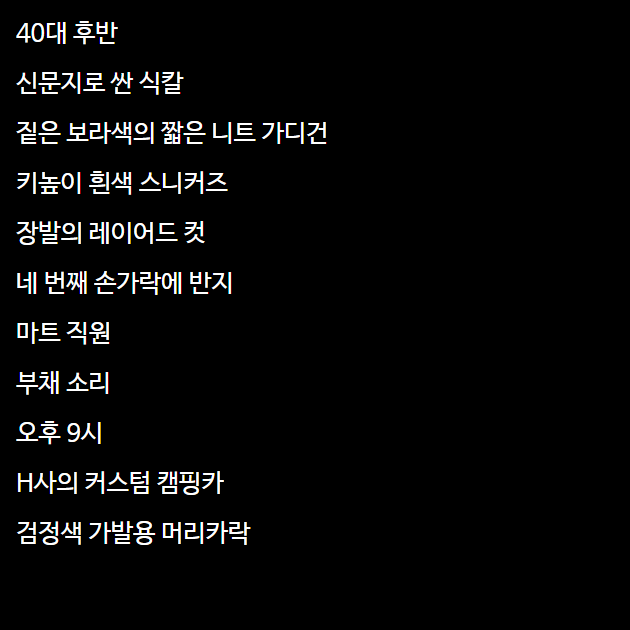 40대 후반
신문지로 싼 식칼
짙은 보라색의 짧은 니트 가디건
키높이 흰색 스니커즈
장발의 레이어드 컷
네 번째 손가락에 반지
마트 직원
부채 소리
오후 9시
H사의 커스텀 캠핑카
검정색 가발용 머리카락